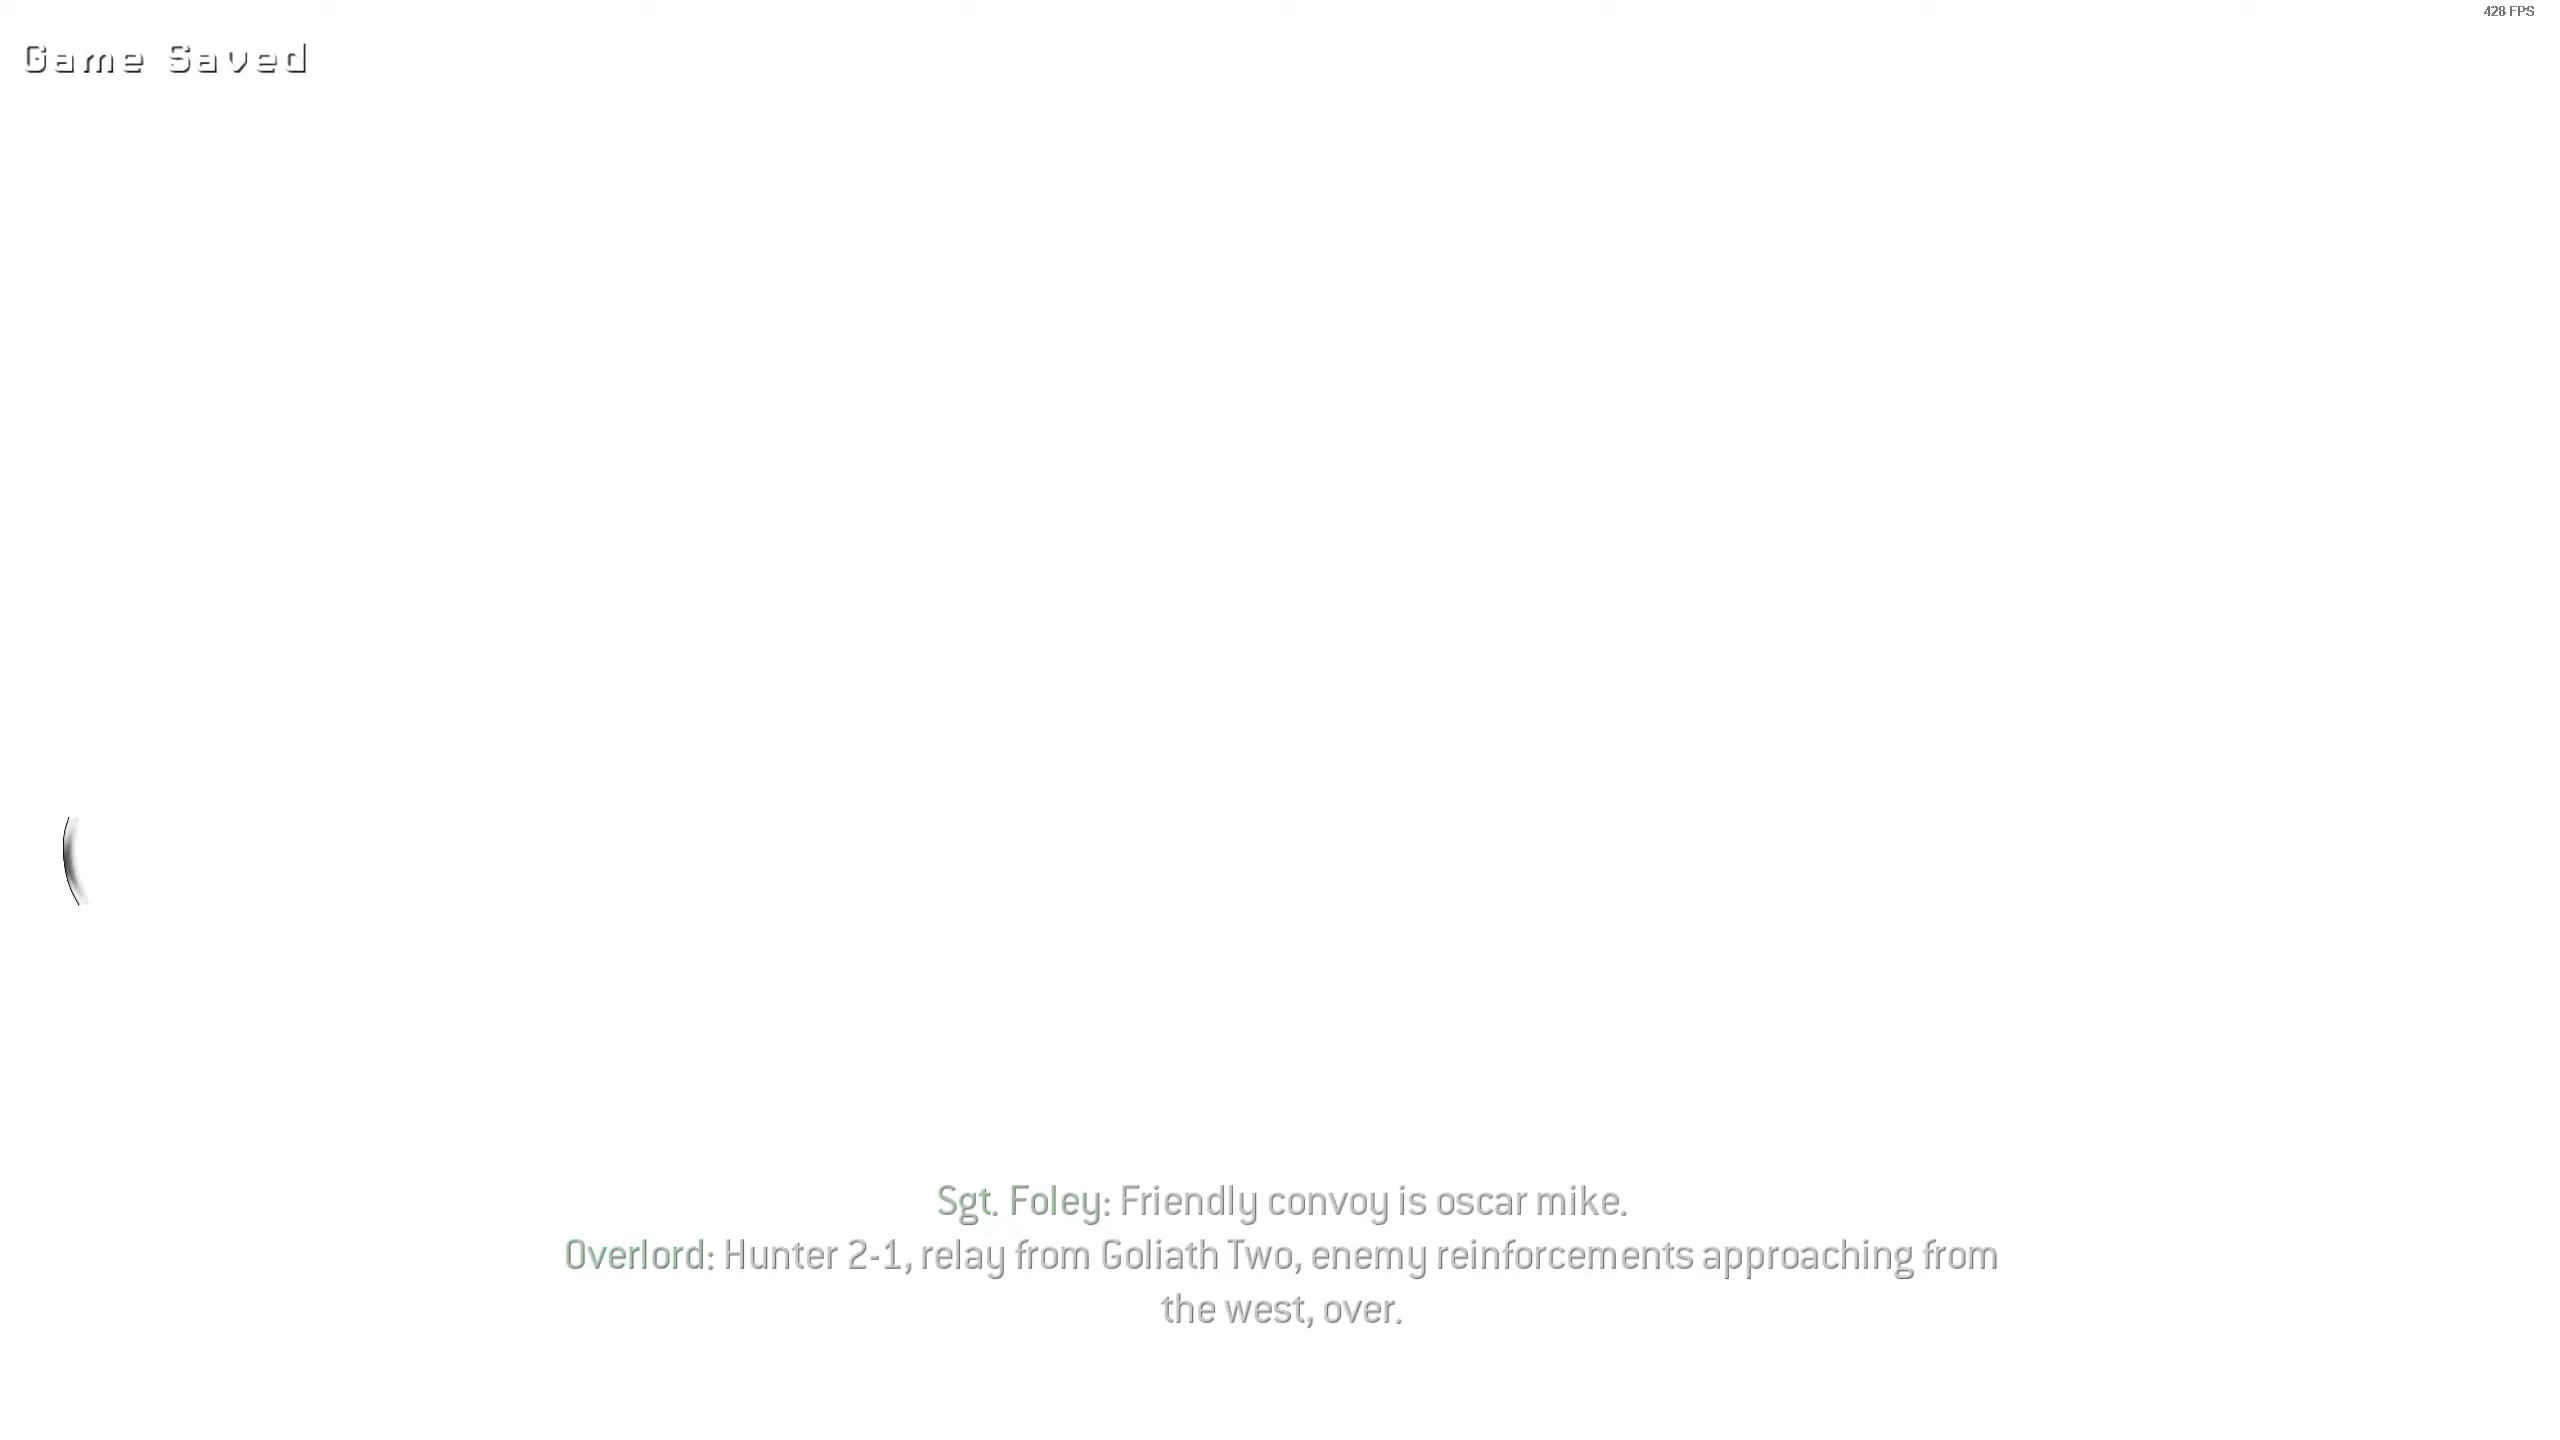 428 FPS
Game Saved
Sgt. Foley: Friendly convoy is oscar mike.
Overlord: Hunter 2-1, relay from Goliath Two, enemy reinforcements approaching from
the west, over.